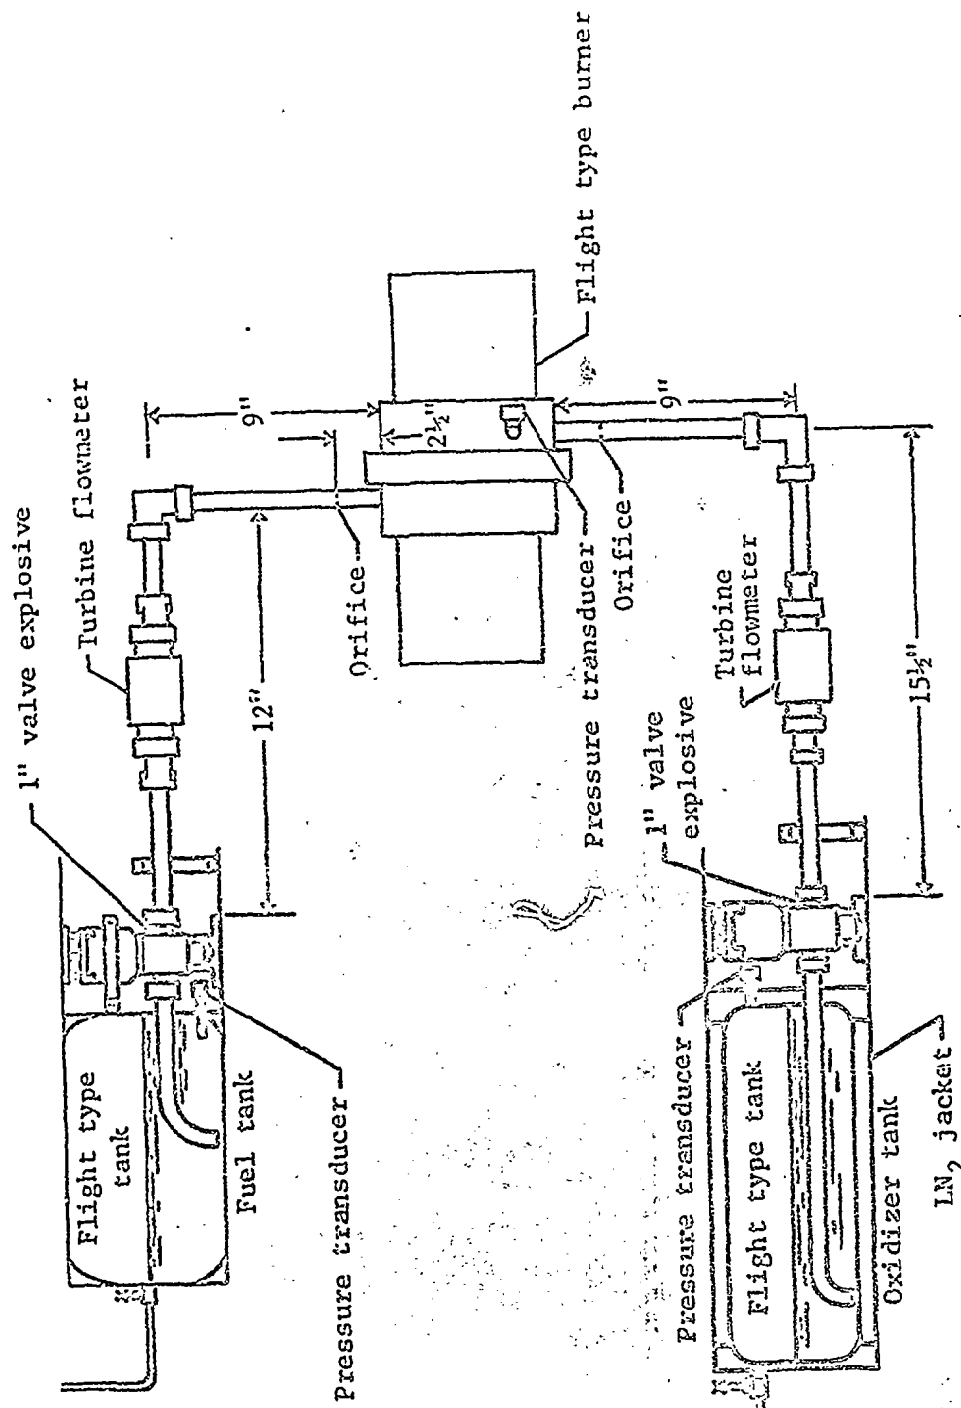 1" valve explosive
Turbine flowmeter
9"
2½"
Flight type burner
12"
Orifice
Pressure transducer
Orifice
9"
Flight type
tank
Fuel tank
Pressure transducer
1" valve
explosive
Turbine
flowmeter
15½"
Pressure transducer
Flight type tank
Oxidizer tank
LN₂ jacket